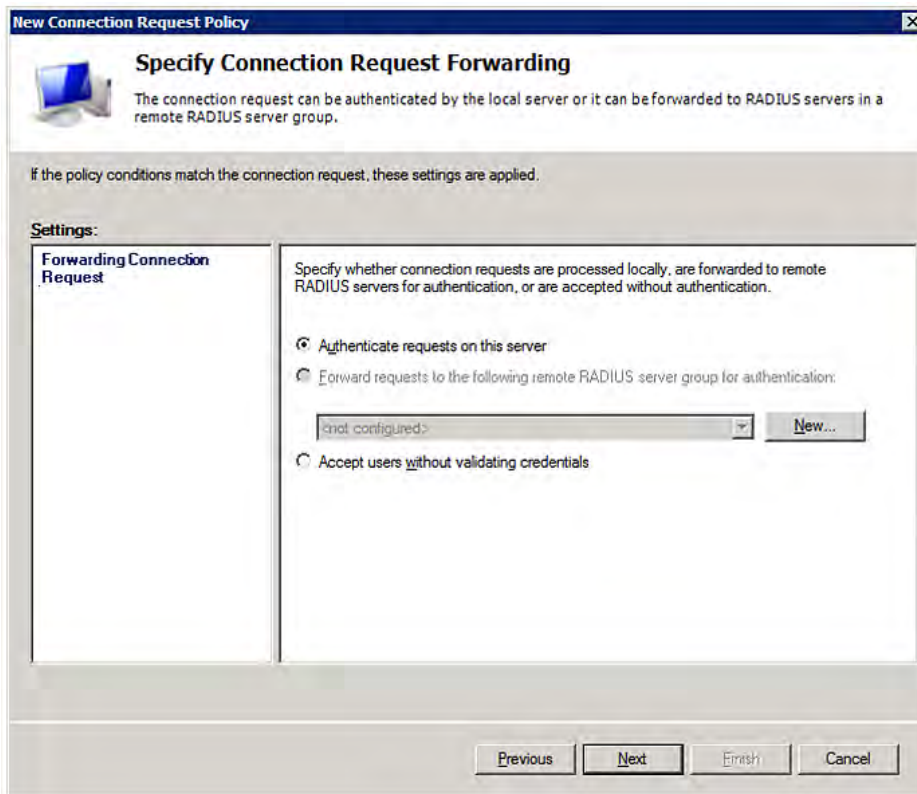 New Connection Request Policy
Specify Connection Request Forwarding
The connection request can be authenticated by the local server or it can be forwarded to RADIUS servers in a
remote RADIUS server group.
If the policy conditions match the connection request, these settings are applied.
Settings:
Forwarding Connection
Request
Specify whether connection requests are processed locally, are forwarded to remote
RADIUS servers for authentication, or are accepted without authentication.
Authenticate requests on this server
Forward requests to the following remote RADIUS server group for authentication:
<not configured>
New...
Accept users without validating credentials
Previous
Next
Finish
Cancel